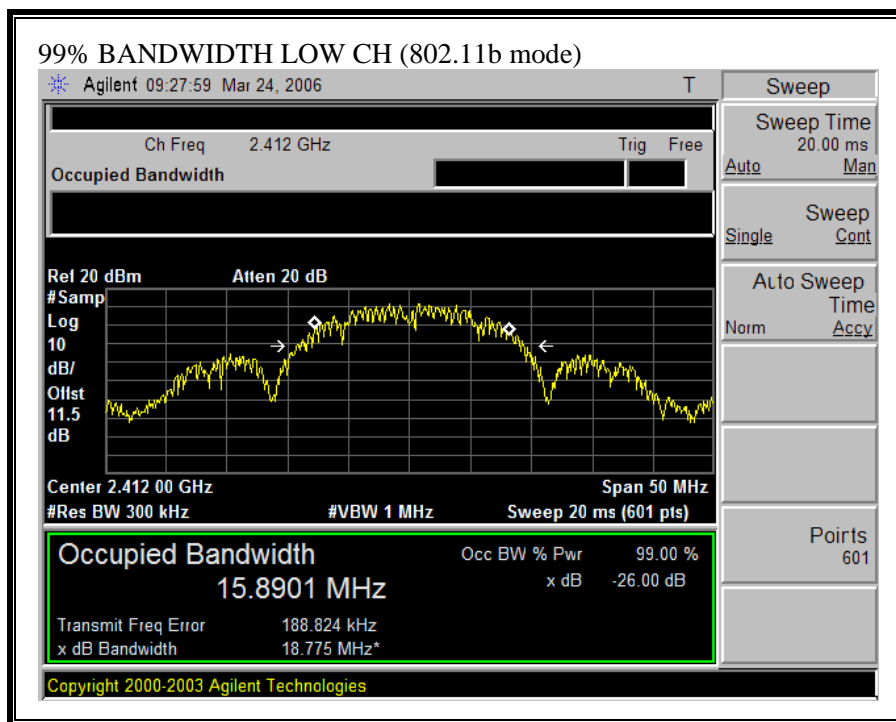 99% BANDWIDTH LOW CH (802.11b mode)
Agilent 09:27:59 Mar 24, 2006 T
Ch Freq 2.412 GHz Trig Free
Occupied Bandwidth
Ref 20 dBm Atten 20 dB
#Samp
Log
10
dB/
Offst
11.5
dB
Center 2.412 00 GHz Span 50 MHz
#Res BW 300 kHz #VBW 1 MHz Sweep 20 ms (601 pts)
Occupied Bandwidth Occ BW % Pwr 99.00 %
15.8901 MHz x dB -26.00 dB
Transmit Freq Error 188.824 kHz
x dB Bandwidth 18.775 MHz*
Copyright 2000-2003 Agilent Technologies
Sweep
Sweep Time
20.00 ms
Auto Man
Sweep
Single Cont
Auto Sweep
Time
Norm Accy
Points
601